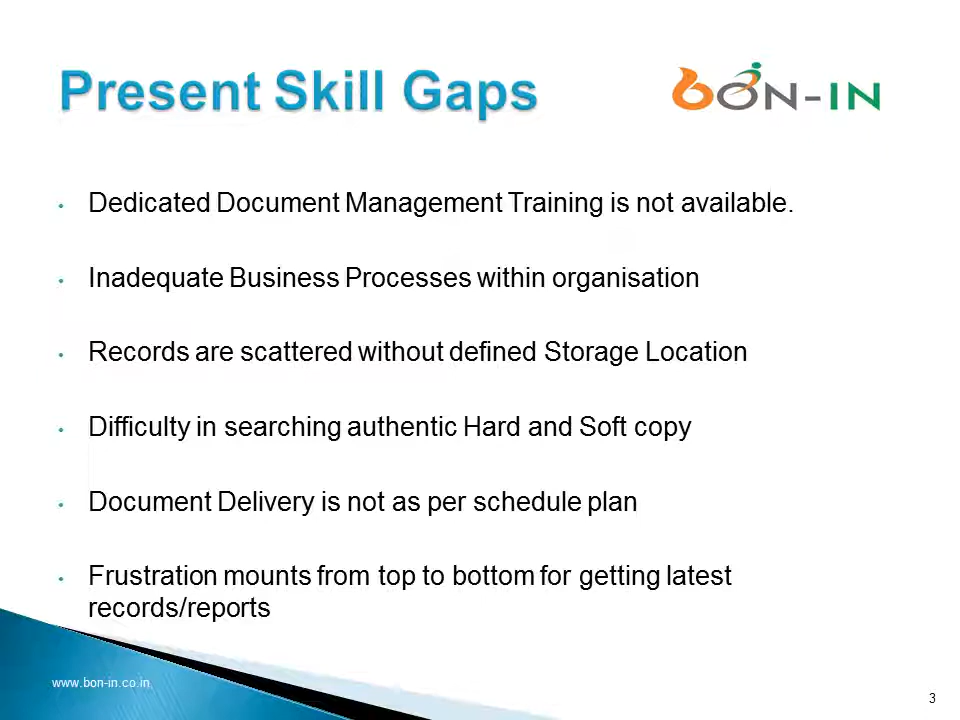 Present Skill Gaps
BON-IN
• Dedicated Document Management Training is not available.
• Inadequate Business Processes within organisation
• Records are scattered without defined Storage Location
• Difficulty in searching authentic Hard and Soft copy
• Document Delivery is not as per schedule plan
• Frustration mounts from top to bottom for getting latest
records/reports
www.bon-in.co.in
3